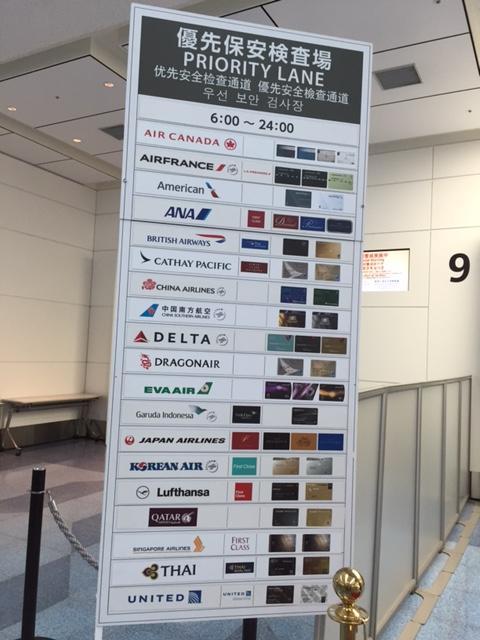 優先保安検査場
PRIORITY LANE
优先安全检查通道 優先安全檢查通道
우선 보안 검사장
6:00 ～ 24:00
AIR CANADA
AIRFRANCE
LA PREMIERE
American
ANA
BRITISH AIRWAYS
CATHAY PACIFIC
CHINA AIRLINES
中国南方航空
CHINA SOUTHERN AIRLINES
DELTA
DRAGONAIR
EVA AIR
Garuda Indonesia
JAPAN AIRLINES
KOREAN AIR First Class
Lufthansa First Class
QATAR
SINGAPORE AIRLINES FIRST CLASS
THAI
UNITED UNITED
9